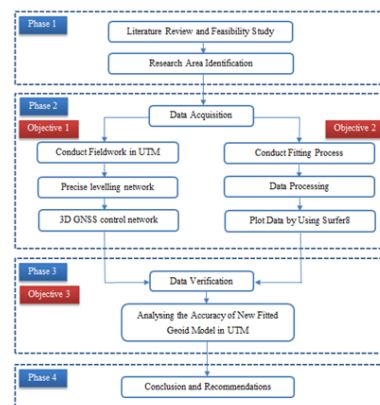 Phase 1
Literature Review and Feasibility Study
Research Area Identification
Phase 2
Objective 1
Data Acquisition
Objective 2
Conduct Fieldwork in UTM
Conduct Fitting Process
Precise levelling network
Data Processing
3D GNSS control network
Plot Data by Using Surfer8
Phase 3
Objective 3
Data Verification
Analysing the Accuracy of New Fitted
Geoid Model in UTM
Phase 4
Conclusion and Recommendations